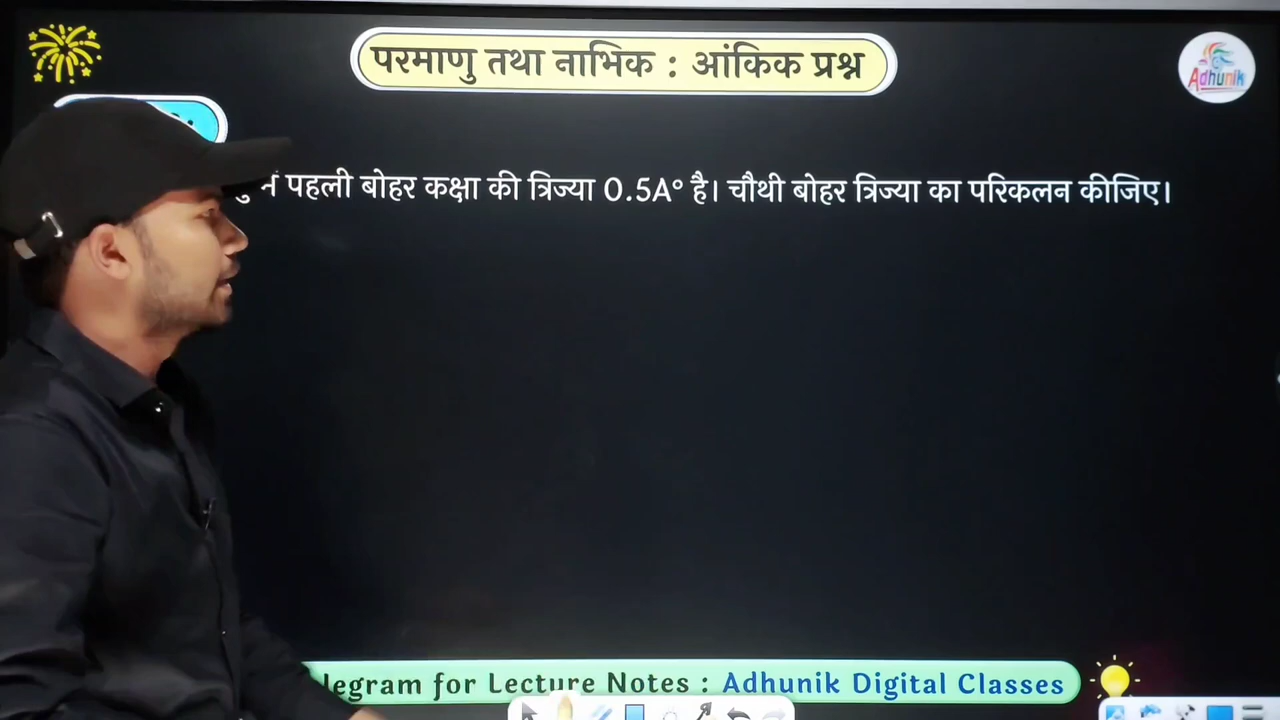 परमाणु तथा नाभिक : आंकिक प्रश्न
Adhunik
पहली बोहर कक्षा की त्रिज्या 0.5A° है। चौथी बोहर त्रिज्या का परिकलन कीजिए।
legram for Lecture Notes : Adhunik Digital Classes